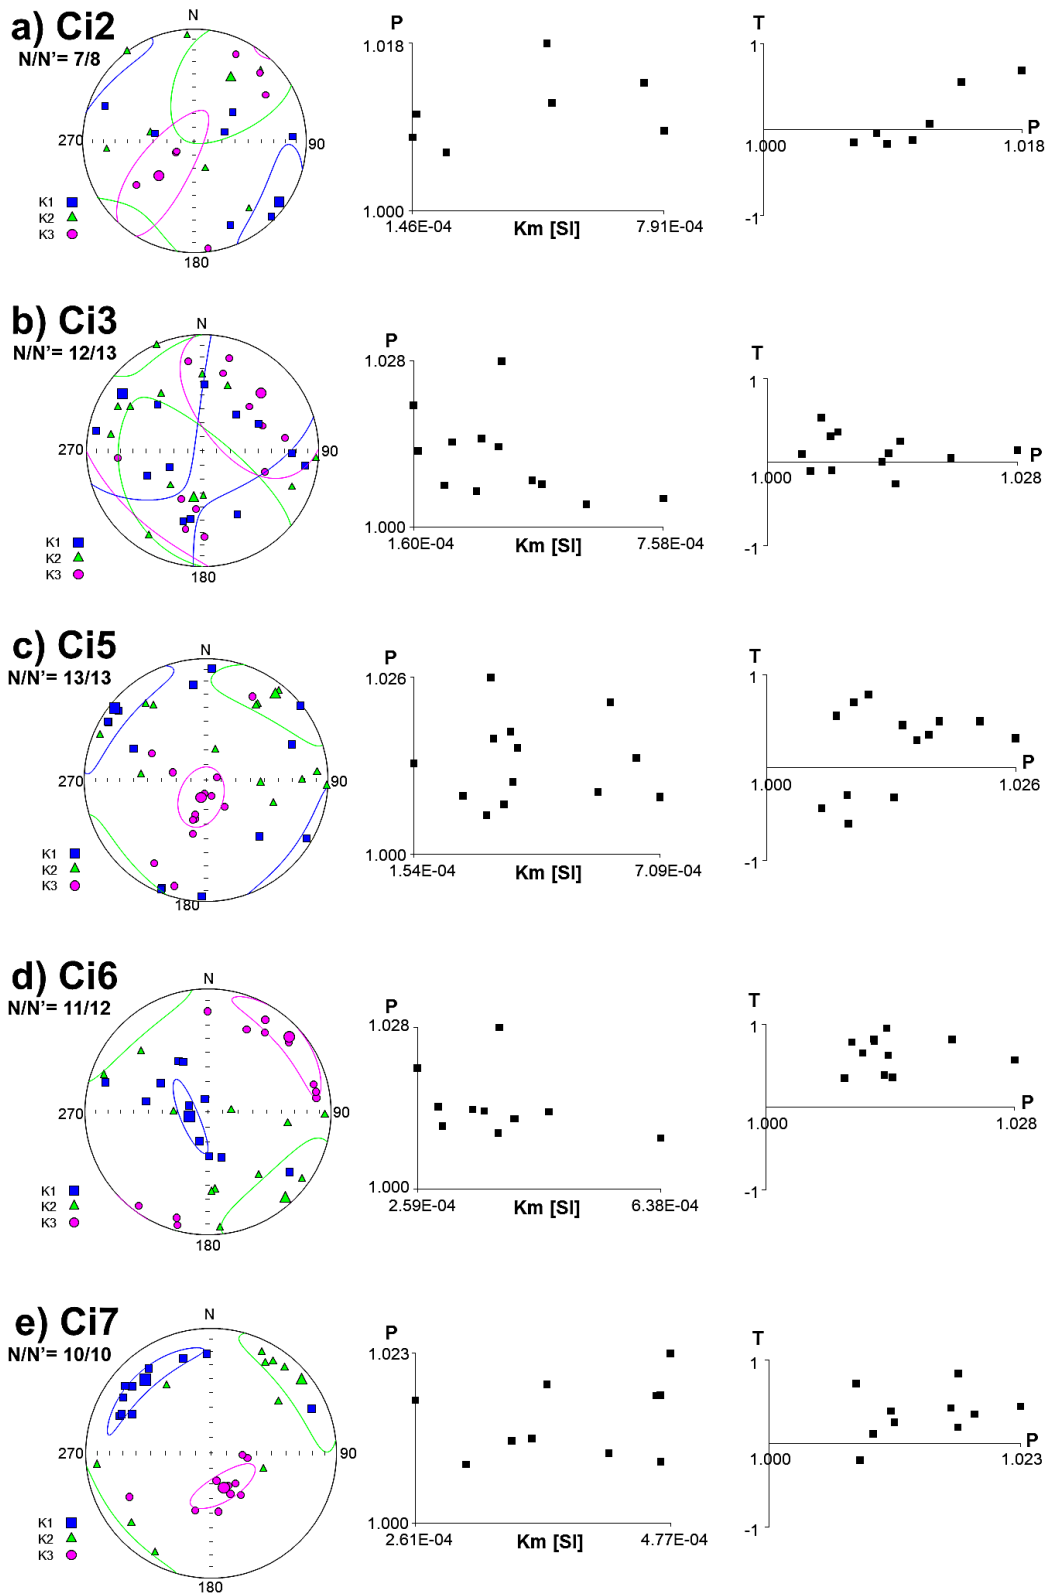 a) Ci2
N/N'= 7/8
N
270
90
180
K1
K2
K3
P
1.018
1.000
1.46E-04
Km [SI]
7.91E-04
T
1
P
1.000
1.018
-1
b) Ci3
N/N'= 12/13
N
270
90
180
K1
K2
K3
P
1.028
1.000
1.60E-04
Km [SI]
7.58E-04
T
1
P
1.000
1.028
-1
c) Ci5
N/N'= 13/13
N
270
90
180
K1
K2
K3
P
1.026
1.000
1.54E-04
Km [SI]
7.09E-04
T
1
P
1.000
1.026
-1
d) Ci6
N/N'= 11/12
N
270
90
180
K1
K2
K3
P
1.028
1.000
2.59E-04
Km [SI]
6.38E-04
T
1
P
1.000
1.028
-1
e) Ci7
N/N'= 10/10
N
270
90
180
K1
K2
K3
P
1.023
1.000
2.61E-04
Km [SI]
4.77E-04
T
1
P
1.000
1.023
-1